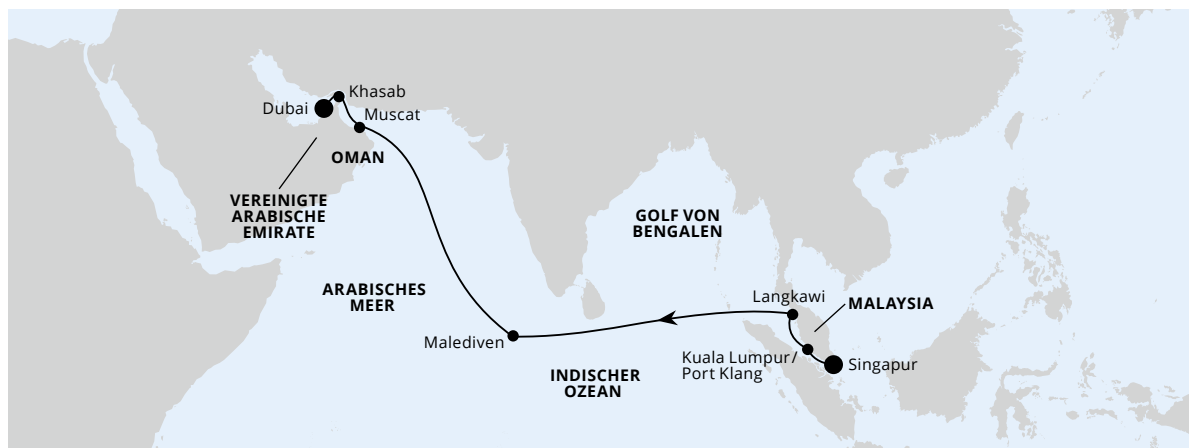 Khasab
Dubai
Muscat
OMAN
VEREINIGTE
ARABISCHE
EMIRATE
GOLF VON
BENGALEN
ARABISCHES
MEER
Langkawi
MALAYSIA
Malediven
Kuala Lumpur/
Port Klang
Singapur
INDISCHER
OZEAN